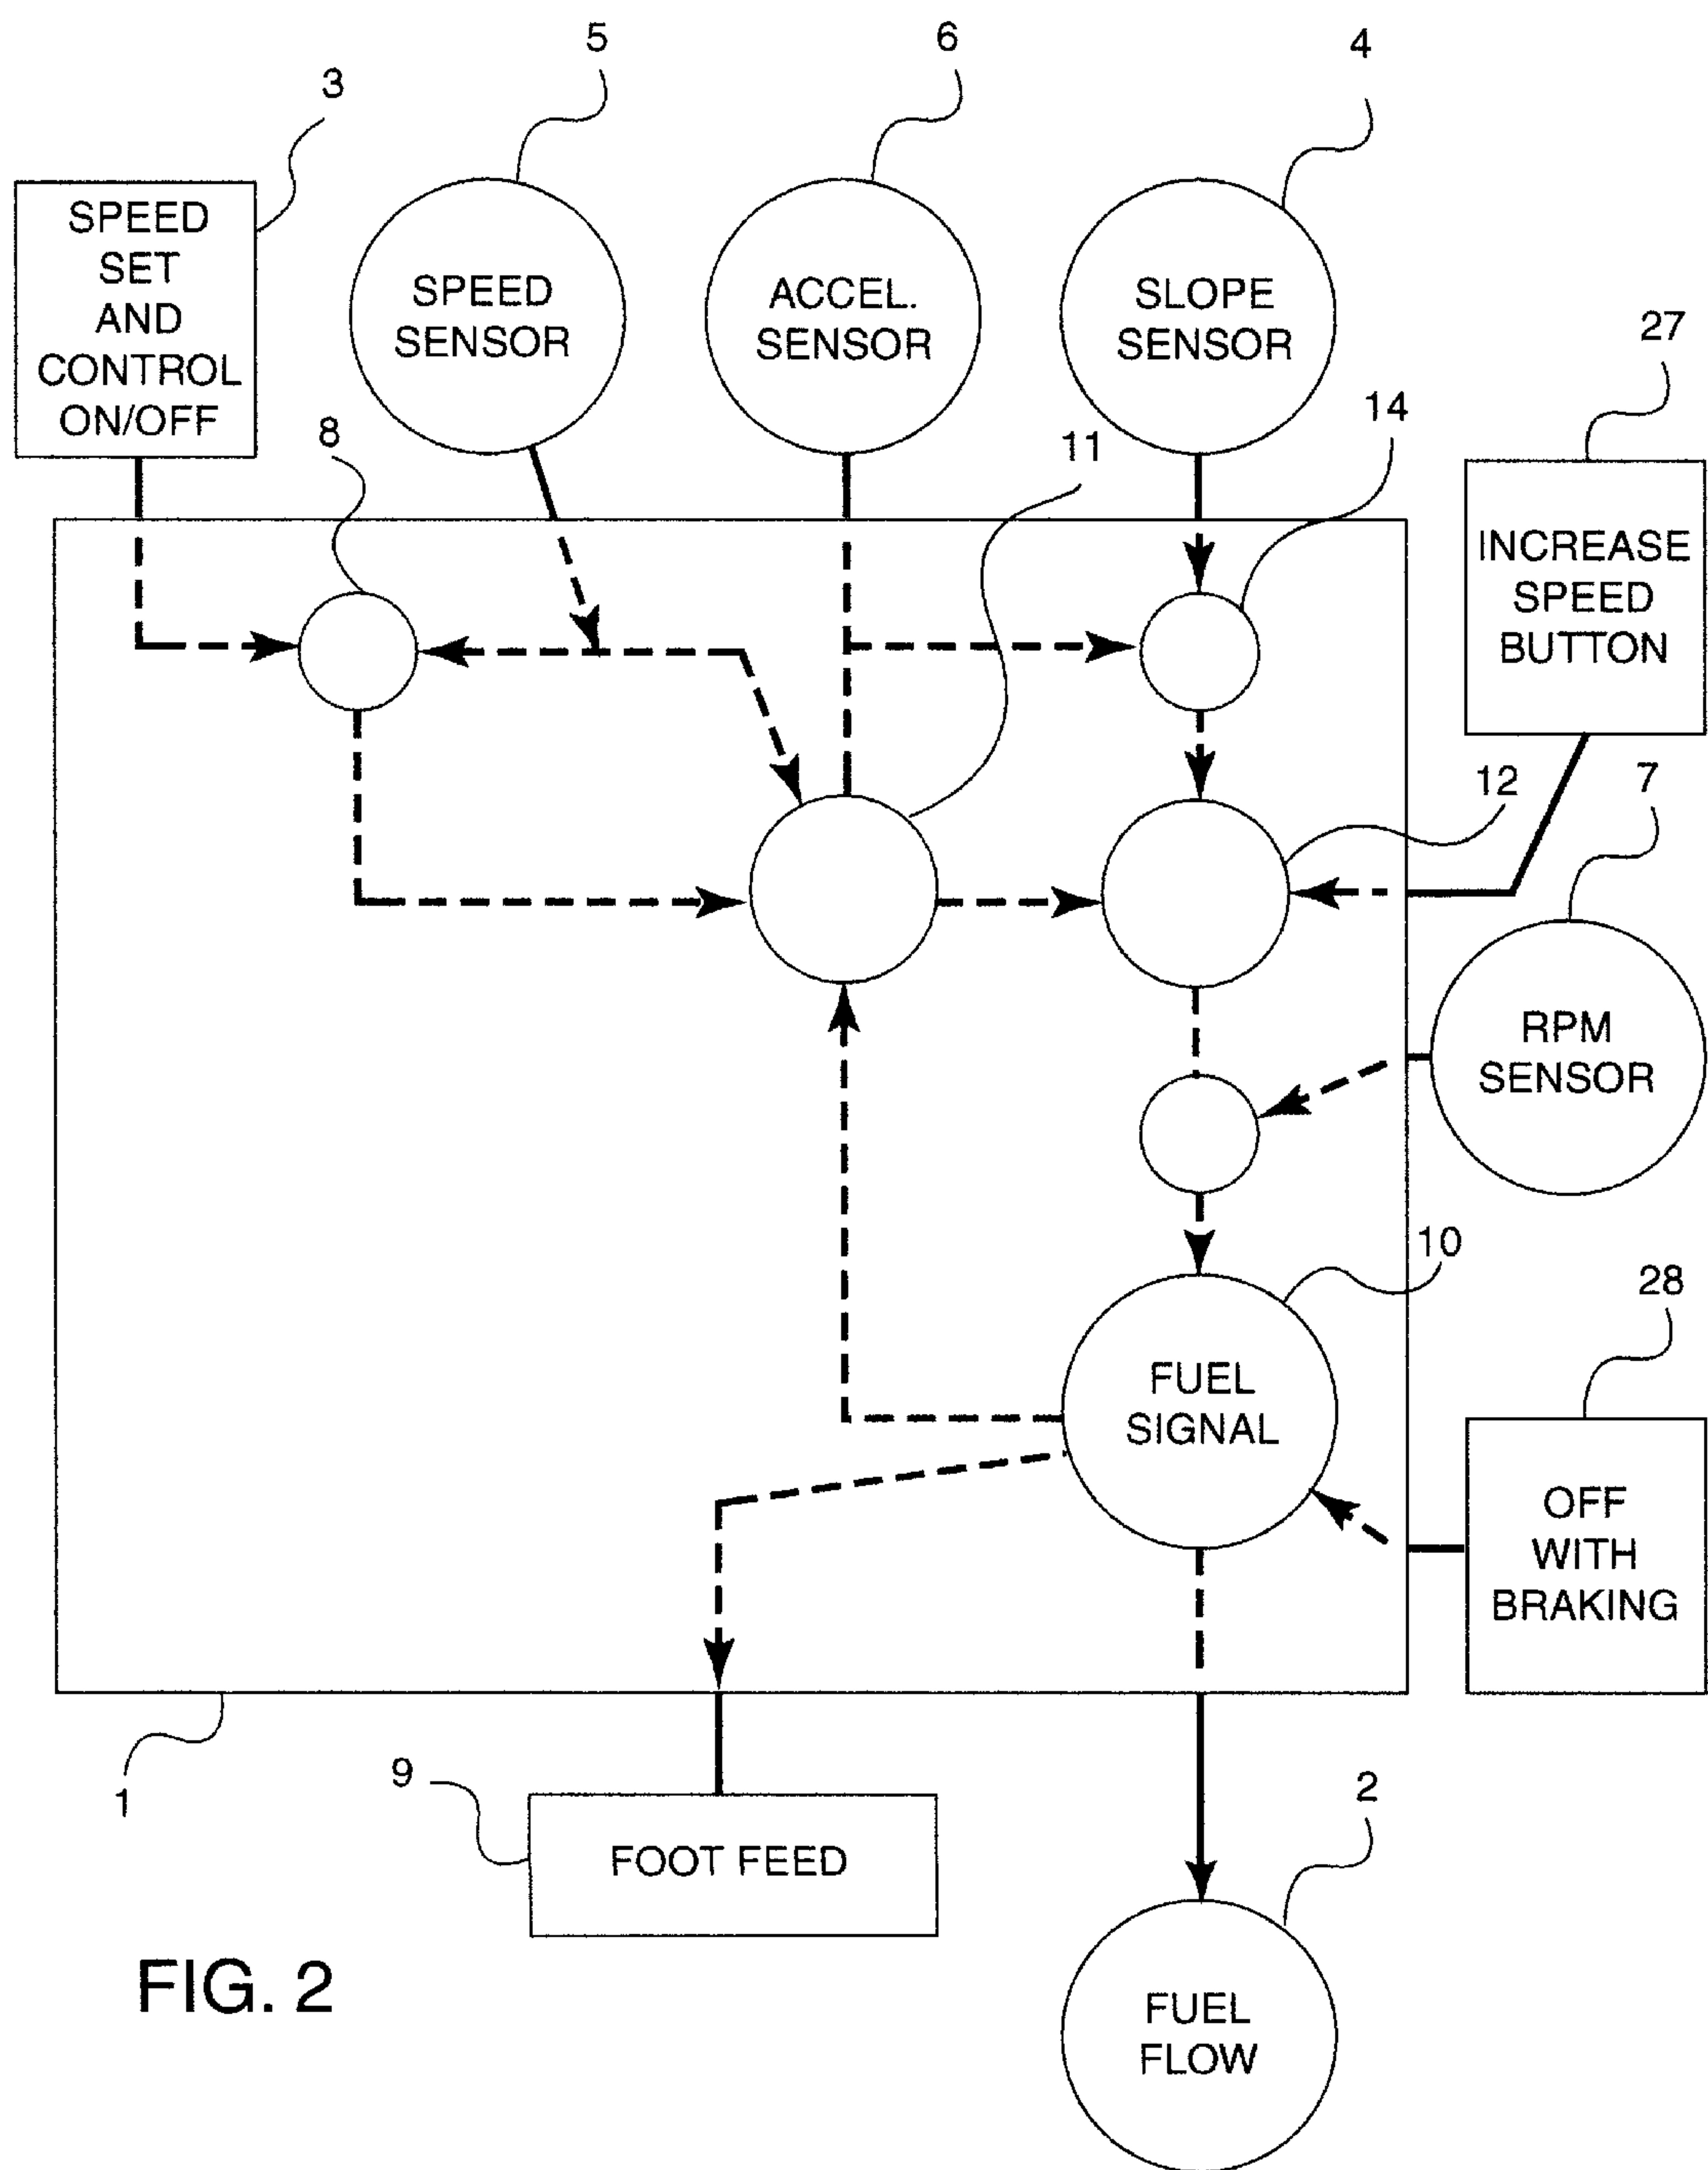 5
6
4
3
SPEED
SET
AND
CONTROL
ON/OFF
SPEED
SENSOR
ACCEL.
SENSOR
SLOPE
SENSOR
27
8
11
14
INCREASE
SPEED
BUTTON
12
7
RPM
SENSOR
10
28
FUEL
SIGNAL
OFF
WITH
BRAKING
1
9
2
FOOT FEED
FIG. 2
FUEL
FLOW